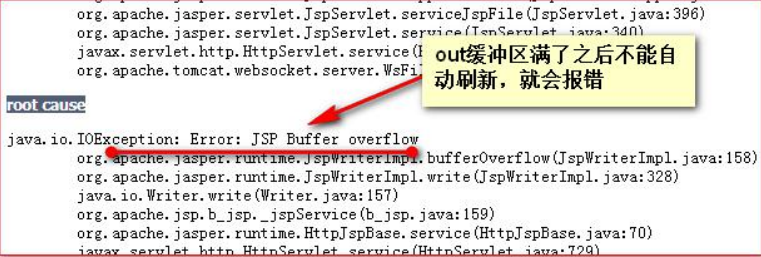 org.apache.jasper.servlet.JspServlet.serviceJspFile(JspServlet.java:396)
org.apache.jasper.servlet.JspServlet.service(JspServlet.java:340)
javax.servlet.http.HttpServlet.service(
org.apache.tomcat.websocket.server.WsFi
out缓冲区满了之后不能自
动刷新，就会报错
root cause
java.io.IOException: Error: JSP Buffer overflow
org.apache.jasper.runtime.JspWriterImpl.bufferOverflow(JspWriterImpl.java:158)
org.apache.jasper.runtime.JspWriterImpl.write(JspWriterImpl.java:328)
java.io.Writer.write(Writer.java:157)
org.apache.jsp.b_jsp._jspService(b_jsp.java:159)
org.apache.jasper.runtime.HttpJspBase.service(HttpJspBase.java:70)
javax.servlet.http.HttpServlet.service(HttpServlet.java:729)